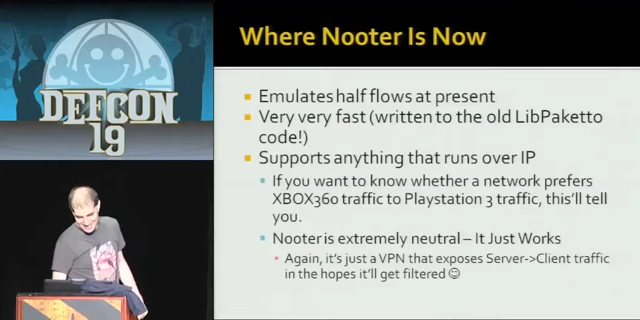 DEFCON
19
Where Nooter Is Now
Emulates half flows at present
Very very fast (written to the old LibPaketto
code!)
Supports anything that runs over IP
If you want to know whether a network prefers
XBOX360 traffic to Playstation 3 traffic, this'll tell
you.
Nooter is extremely neutral – It Just Works
Again, it's just a VPN that exposes Server->Client traffic
in the hopes it'll get filtered ☺